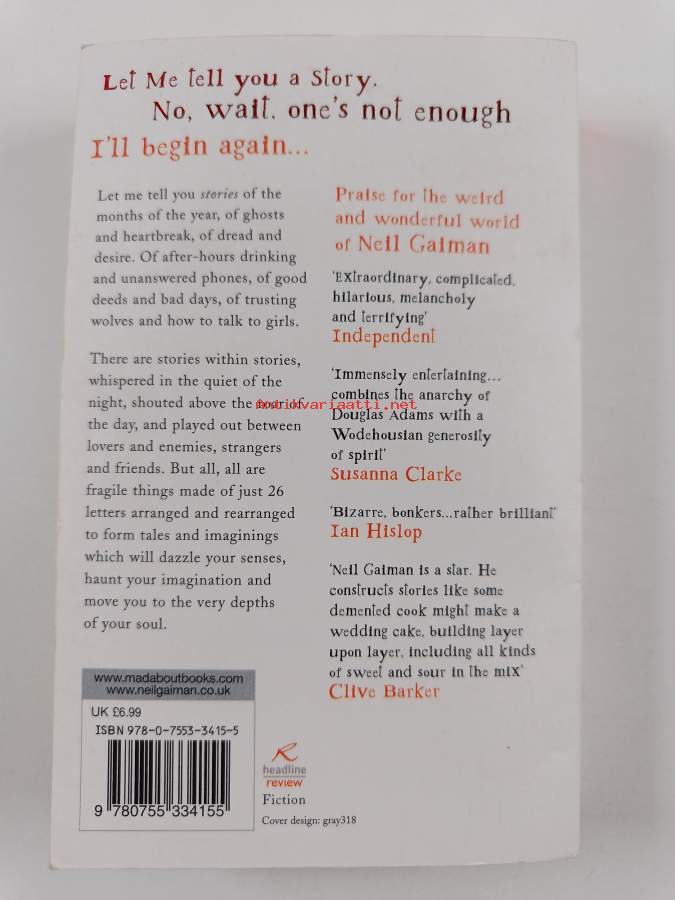 Let Me tell you a Story.
No, wait, one's not enough
I'll begin again...
Let me tell you stories of the
months of the year, of ghosts
and heartbreak, of dread and
desire. Of after-hours drinking
and unanswered phones, of good
deeds and bad days, of trusting
wolves and how to talk to girls.
There are stories within stories,
whispered in the quiet of the
night, shouted above the roar of
the day, and played out between
lovers and enemies, strangers
and friends. But all, all are
fragile things made of just 26
letters arranged and rearranged
to form tales and imaginings
which will dazzle your senses,
haunt your imagination and
move you to the very depths
of your soul.
Praise for the weird
and wonderful world
of Neil Gaiman
'Extraordinary, complicated,
hilarious, melancholy
and terrifying'
Independent
'Immensely entertaining...
combines the anarchy of
Douglas Adams with a
Wodehousian generosity
of spirit'
Susanna Clarke
'Bizarre, bonkers...rather brilliant'
Ian Hislop
'Neil Gaiman is a star. He
constructs stories like some
demented cook might make a
wedding cake, building layer
upon layer, including all kinds
of sweet and sour in the mix'
Clive Barker
antikvariaatti.net
www.madaboutbooks.com
www.neilgaiman.co.uk
UK £6.99
ISBN 978-0-7553-3415-5
9 780755 334155
R
headline
review
Fiction
Cover design: gray318